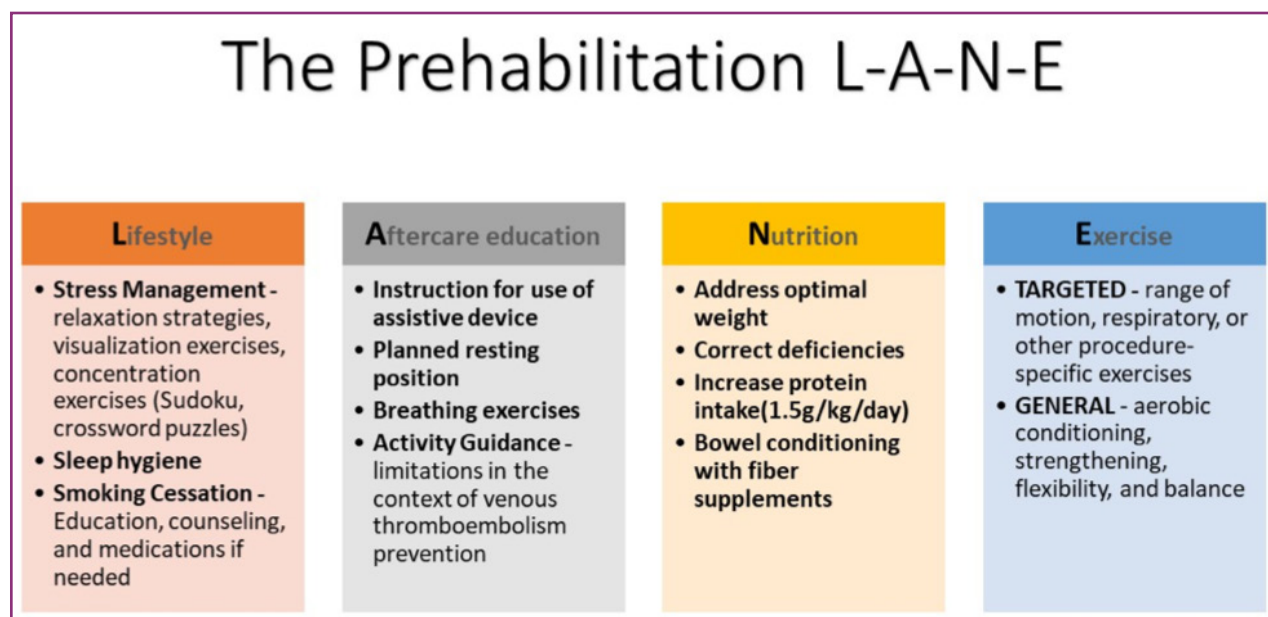 The Prehabilitation L-A-N-E
Lifestyle
• Stress Management -
relaxation strategies,
visualization exercises,
concentration
exercises (Sudoku,
crossword puzzles)
• Sleep hygiene
• Smoking Cessation -
Education, counseling,
and medications if
needed
Aftercare education
• Instruction for use of
assistive device
• Planned resting
position
• Breathing exercises
• Activity Guidance -
limitations in the
context of venous
thromboembolism
prevention
Nutrition
• Address optimal
weight
• Correct deficiencies
• Increase protein
intake(1.5g/kg/day)
• Bowel conditioning
with fiber
supplements
Exercise
• TARGETED - range of
motion, respiratory, or
other procedure-
specific exercises
• GENERAL - aerobic
conditioning,
strengthening,
flexibility, and balance